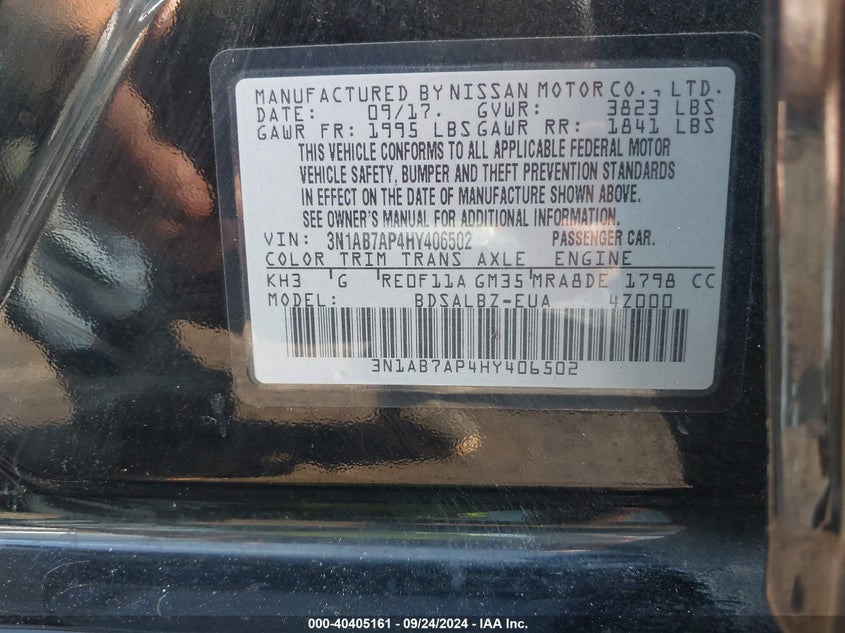 MANUFACTURED BY NISSAN MOTOR CO., LTD.
DATE: 09/17. GVWR: 3823 LBS
GAWR FR: 1995 LBS GAWR RR: 1841 LBS
THIS VEHICLE CONFORMS TO ALL APPLICABLE FEDERAL MOTOR
VEHICLE SAFETY, BUMPER AND THEFT PREVENTION STANDARDS
IN EFFECT ON THE DATE OF MANUFACTURE SHOWN ABOVE.
SEE OWNER'S MANUAL FOR ADDITIONAL INFORMATION.
VIN: 3N1AB7AP4HY406502 PASSENGER CAR.
COLOR TRIM TRANS AXLE ENGINE
KH3 G RE0F11A GM35 MRA8DE 1798 CC
MODEL: BDSALBZ-EUA 4Z000
3N1AB7AP4HY406502
000-40405161 - 09/24/2024 - IAA Inc.